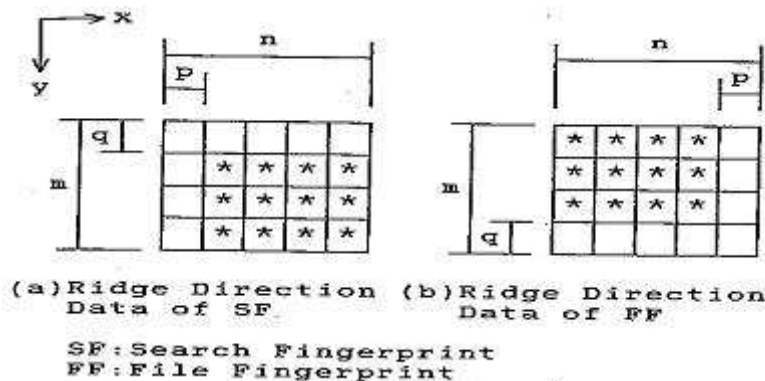 x
y
n
P
q
m
* * * *
* * * *
* * * *
(a)Ridge Direction
Data of SF
n
P
m
q
* * * *
* * * *
* * * *
(b)Ridge Direction
Data of FF
SF:Search Fingerprint
FF:File Fingerprint